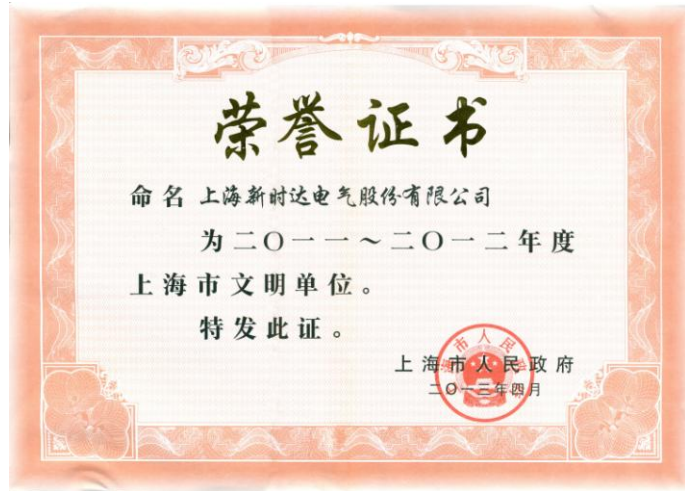 荣誉证书
命名 上海新时达电气股份有限公司
为二〇一一～二〇一二年度
上海市文明单位。
特发此证。
上海市人民政府
二〇一三年四月